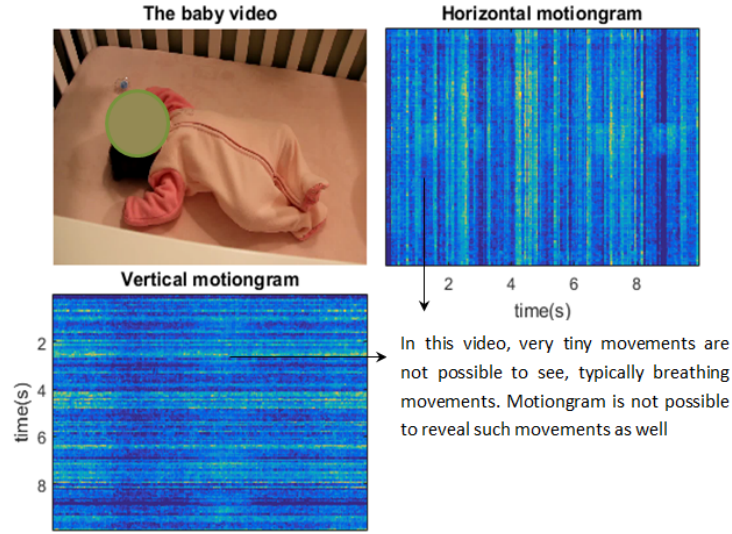 The baby video
Horizontal motiongram
2 4 6 8
time(s)
Vertical motiongram
2
4
6
8
time(s)
In this video, very tiny movements are
not possible to see, typically breathing
movements. Motiongram is not possible
to reveal such movements as well